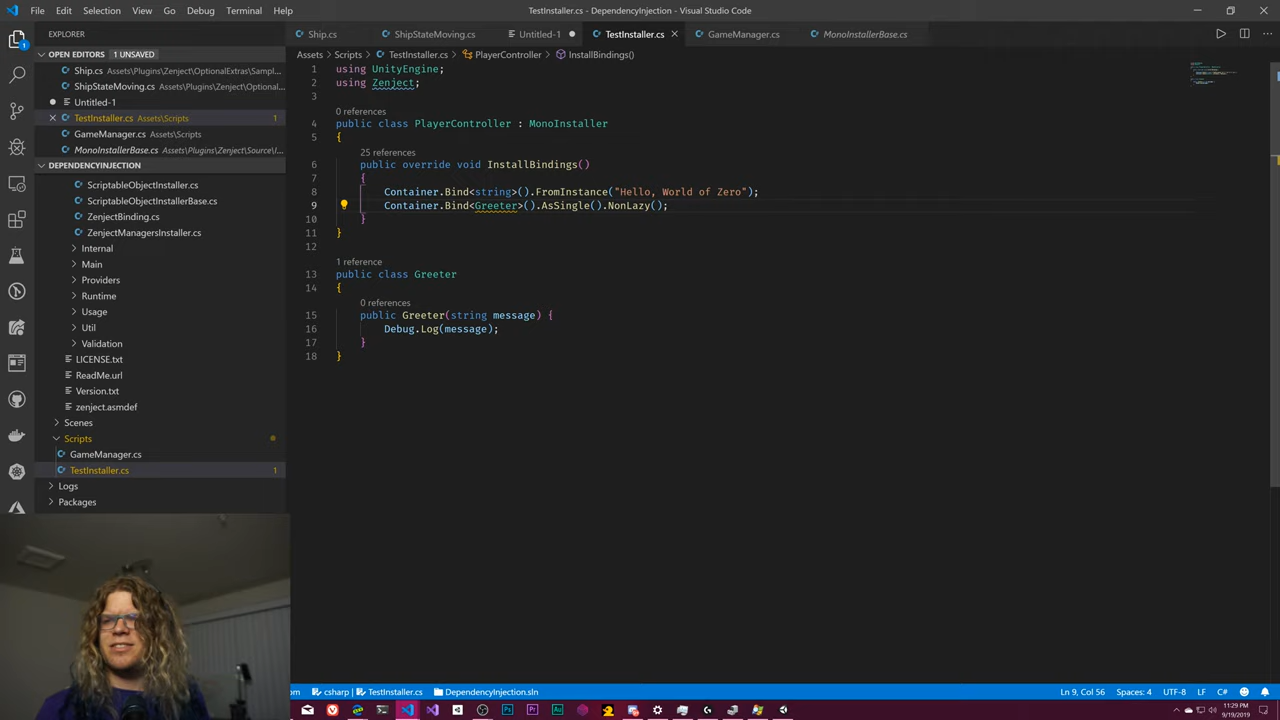 File Edit Selection View Go Debug Terminal Help
TestInstaller.cs - DependencyInjection - Visual Studio Code
EXPLORER
Ship.cs
ShipStateMoving.cs
Untitled-1
TestInstaller.cs
GameManager.cs
MonoInstallerBase.cs
OPEN EDITORS 1 UNSAVED
Ship.cs Assets\Plugins\Zenject\OptionalExtras\Sampl...
ShipStateMoving.cs Assets\Plugins\Zenject\Optional...
Untitled-1
TestInstaller.cs Assets\Scripts 1
GameManager.cs Assets\Scripts
MonoInstallerBase.cs Assets\Plugins\Zenject\Source\I...
DEPENDENCYINJECTION
ScriptableObjectInstaller.cs
ScriptableObjectInstallerBase.cs
ZenjectBinding.cs
ZenjectManagersInstaller.cs
Internal
Main
Providers
Runtime
Usage
Util
Validation
LICENSE.txt
ReadMe.url
Version.txt
zenject.asmdef
Scenes
Scripts
GameManager.cs
TestInstaller.cs 1
Logs
Packages
Assets > Scripts > TestInstaller.cs > PlayerController > InstallBindings()
1 using UnityEngine;
2 using Zenject;
3
0 references
4 public class PlayerController : MonoInstaller
5 {
25 references
6 public override void InstallBindings()
7 {
8 Container.Bind<string>().FromInstance("Hello, World of Zero");
9 Container.Bind<Greeter>().AsSingle().NonLazy();
10 }
11 }
12
1 reference
13 public class Greeter
14 {
0 references
15 public Greeter(string message) {
16 Debug.Log(message);
17 }
18 }
csharp TestInstaller.cs DependencyInjection.sln
Ln 9, Col 56 Spaces: 4 UTF-8 LF C#
11:29 PM
9/19/2019